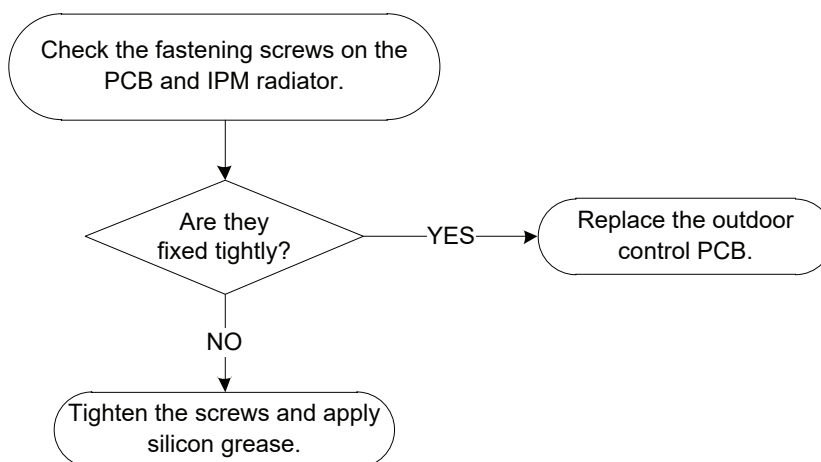 Check the fastening screws on the
PCB and IPM radiator.
Are they
fixed tightly?
YES
Replace the outdoor
control PCB.
NO
Tighten the screws and apply
silicon grease.